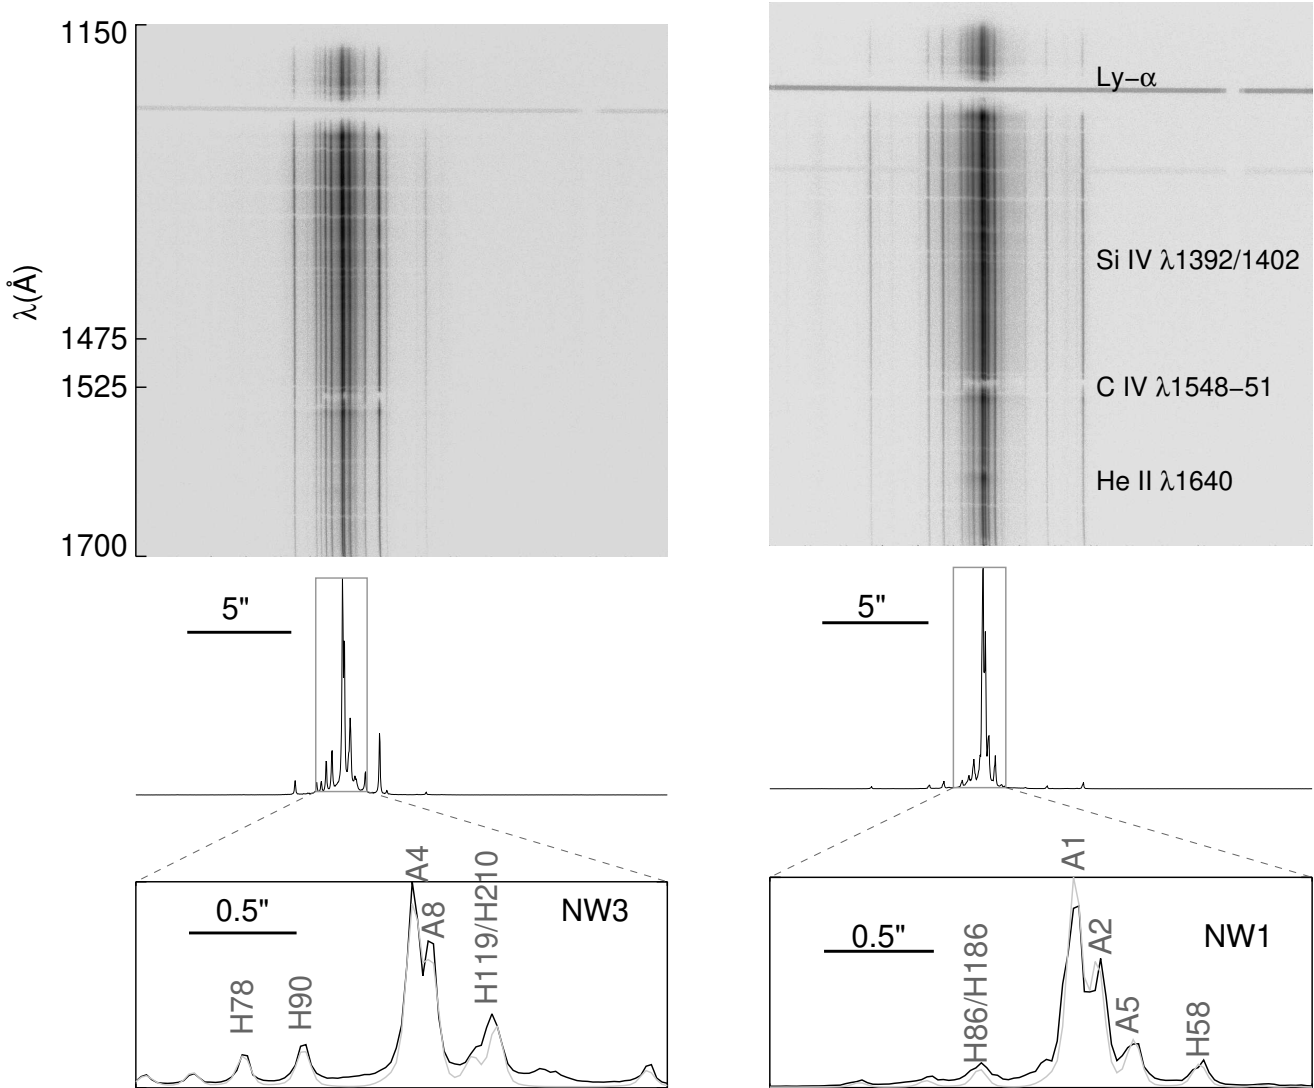 1150
λ(Å)
1475
1525
1700
Ly−α
Si IV λ1392/1402
C IV λ1548−51
He II λ1640
5"
5"
A4
A8
H119/H210
H78
H90
0.5"
NW3
A1
A2
A5
H86/H186
H58
0.5"
NW1